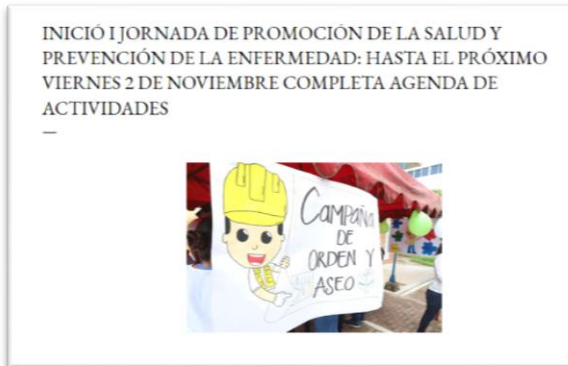 INICIÓ I JORNADA DE PROMOCIÓN DE LA SALUD Y
PREVENCIÓN DE LA ENFERMEDAD: HASTA EL PRÓXIMO
VIERNES 2 DE NOVIEMBRE COMPLETA AGENDA DE
ACTIVIDADES
CAMPAÑA
DE
ORDEN Y
ASEO